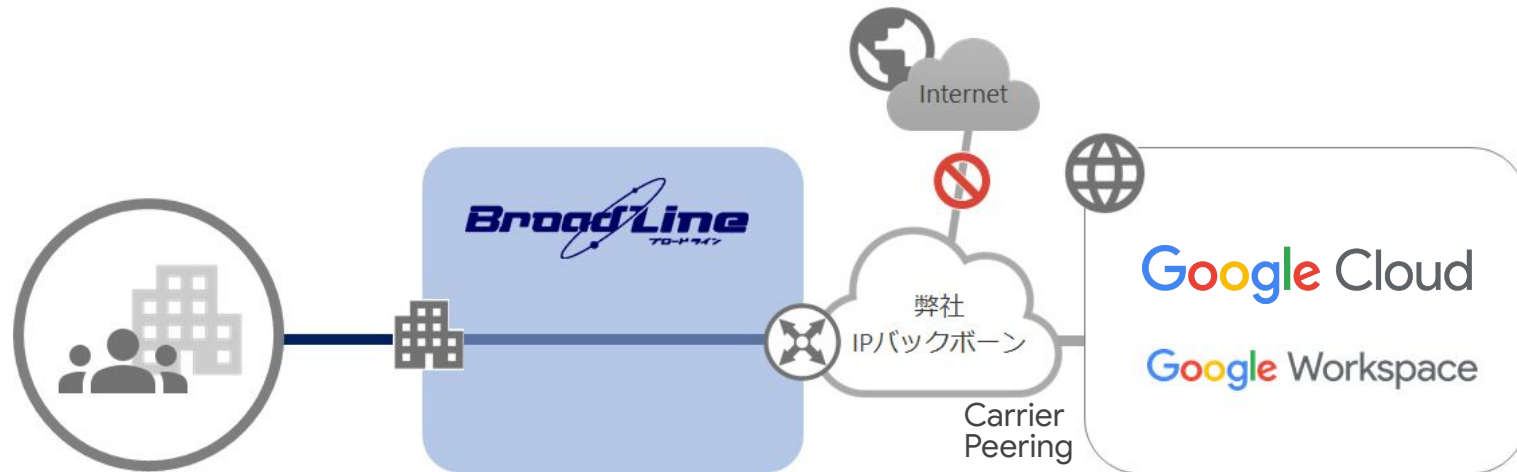 Internet
BroadLine
ブロードライン
弊社
IPバックボーン
Google Cloud
Google Workspace
Carrier
Peering